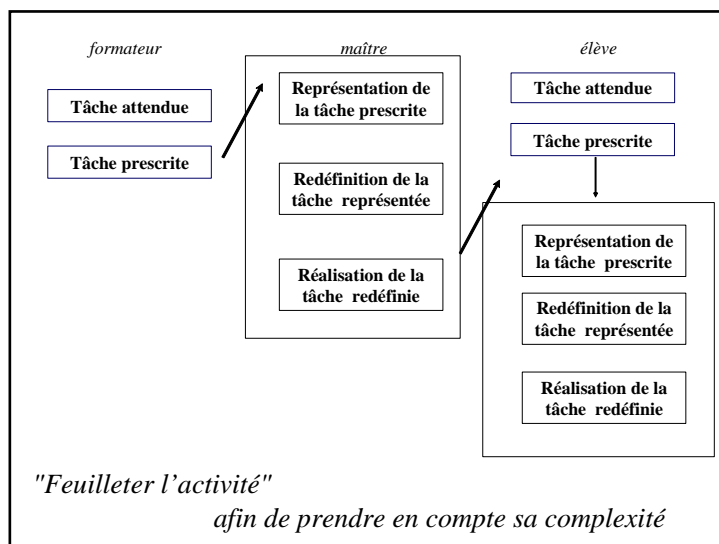 formateur
Tâche attendue
Tâche prescrite
maître
Représentation de
la tâche prescrite
Redéfinition de la
tâche représentée
Réalisation de la
tâche redéfinie
élève
Tâche attendue
Tâche prescrite
Représentation de
la tâche prescrite
Redéfinition de la
tâche représentée
Réalisation de la
tâche redéfinie
"Feuilleter l’activité"
afin de prendre en compte sa complexité